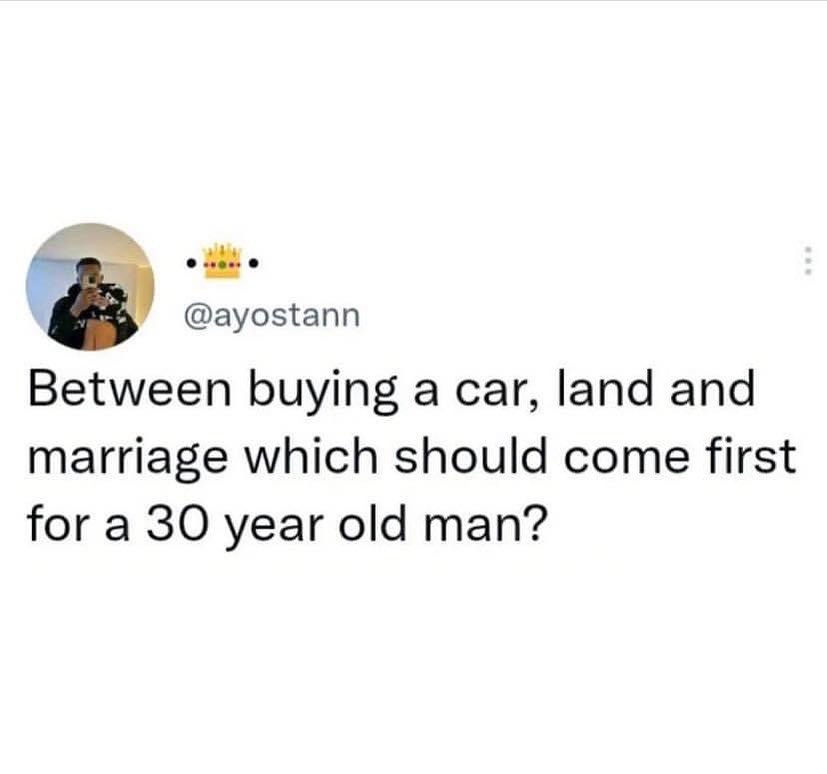 •👑•
@ayostann
Between buying a car, land and
marriage which should come first
for a 30 year old man?